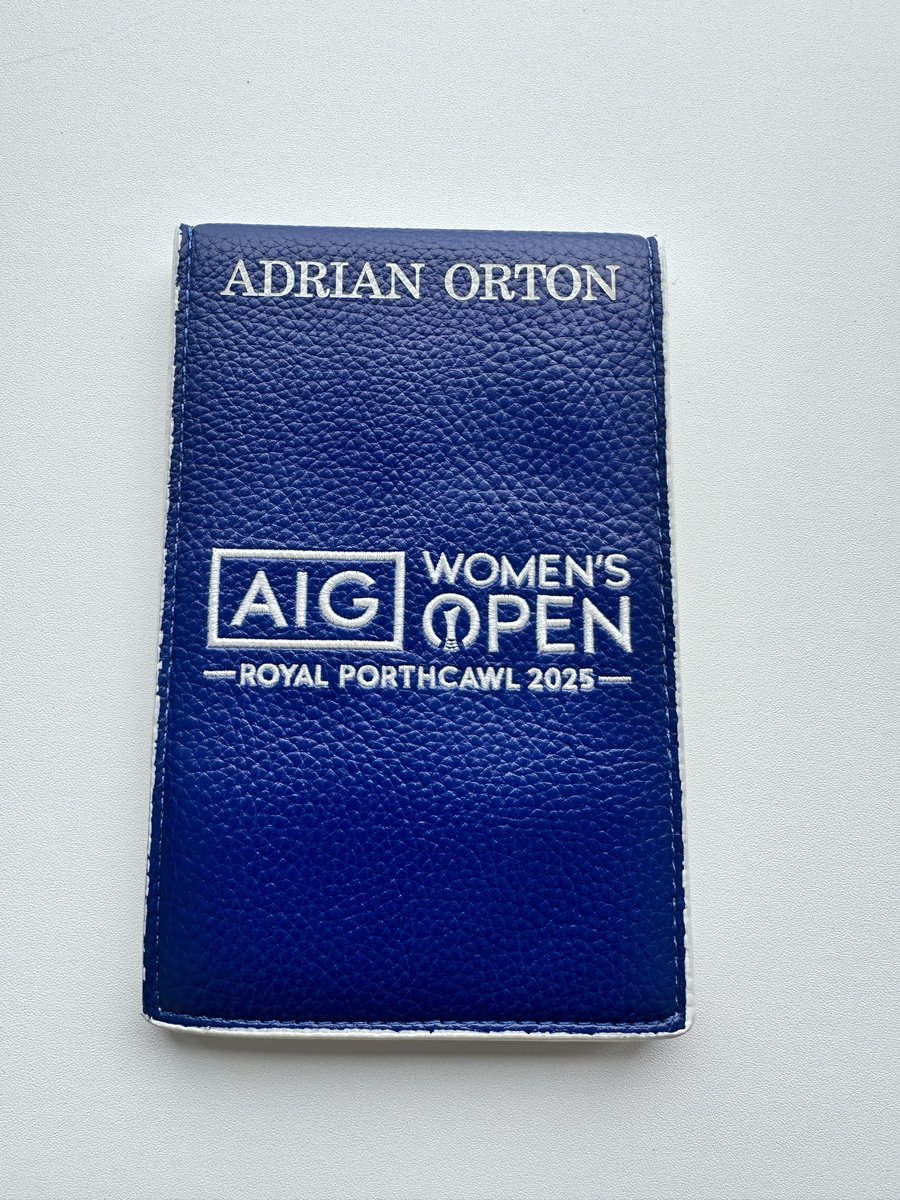 ADRIAN ORTON
AIG WOMEN'S OPEN
ROYAL PORTHCAWL 2025